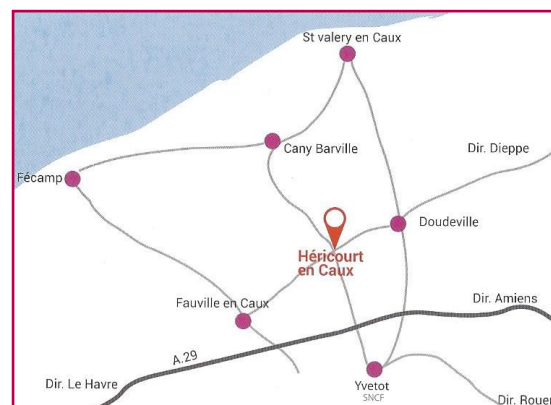 St valery en Caux
Cany Barville
Dir. Dieppe
Fécamp
Doudeville
Héricourt
en Caux
Fauville en Caux
Dir. Amiens
A.29
Dir. Le Havre
Yvetot
SNCF
Dir. Rouen